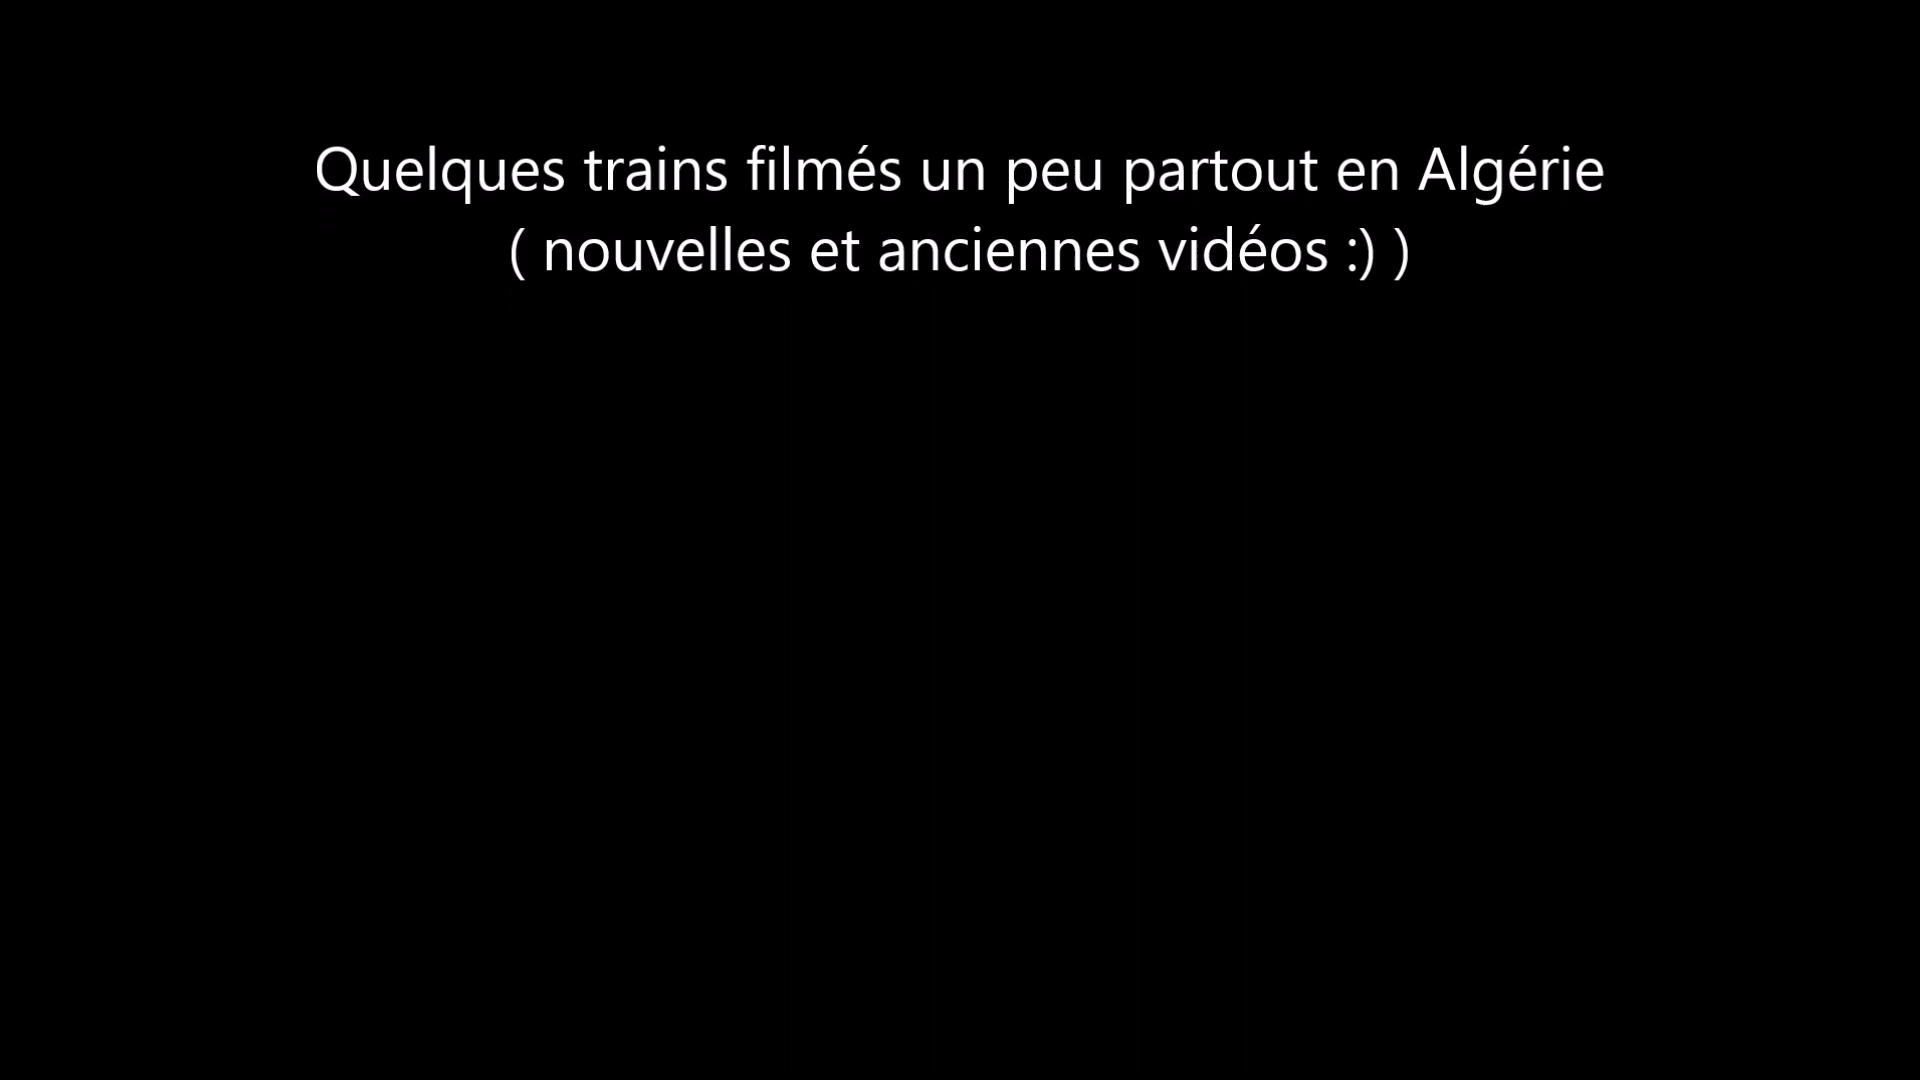 Quelques trains filmés un peu partout en Algérie
( nouvelles et anciennes vidéos :) )